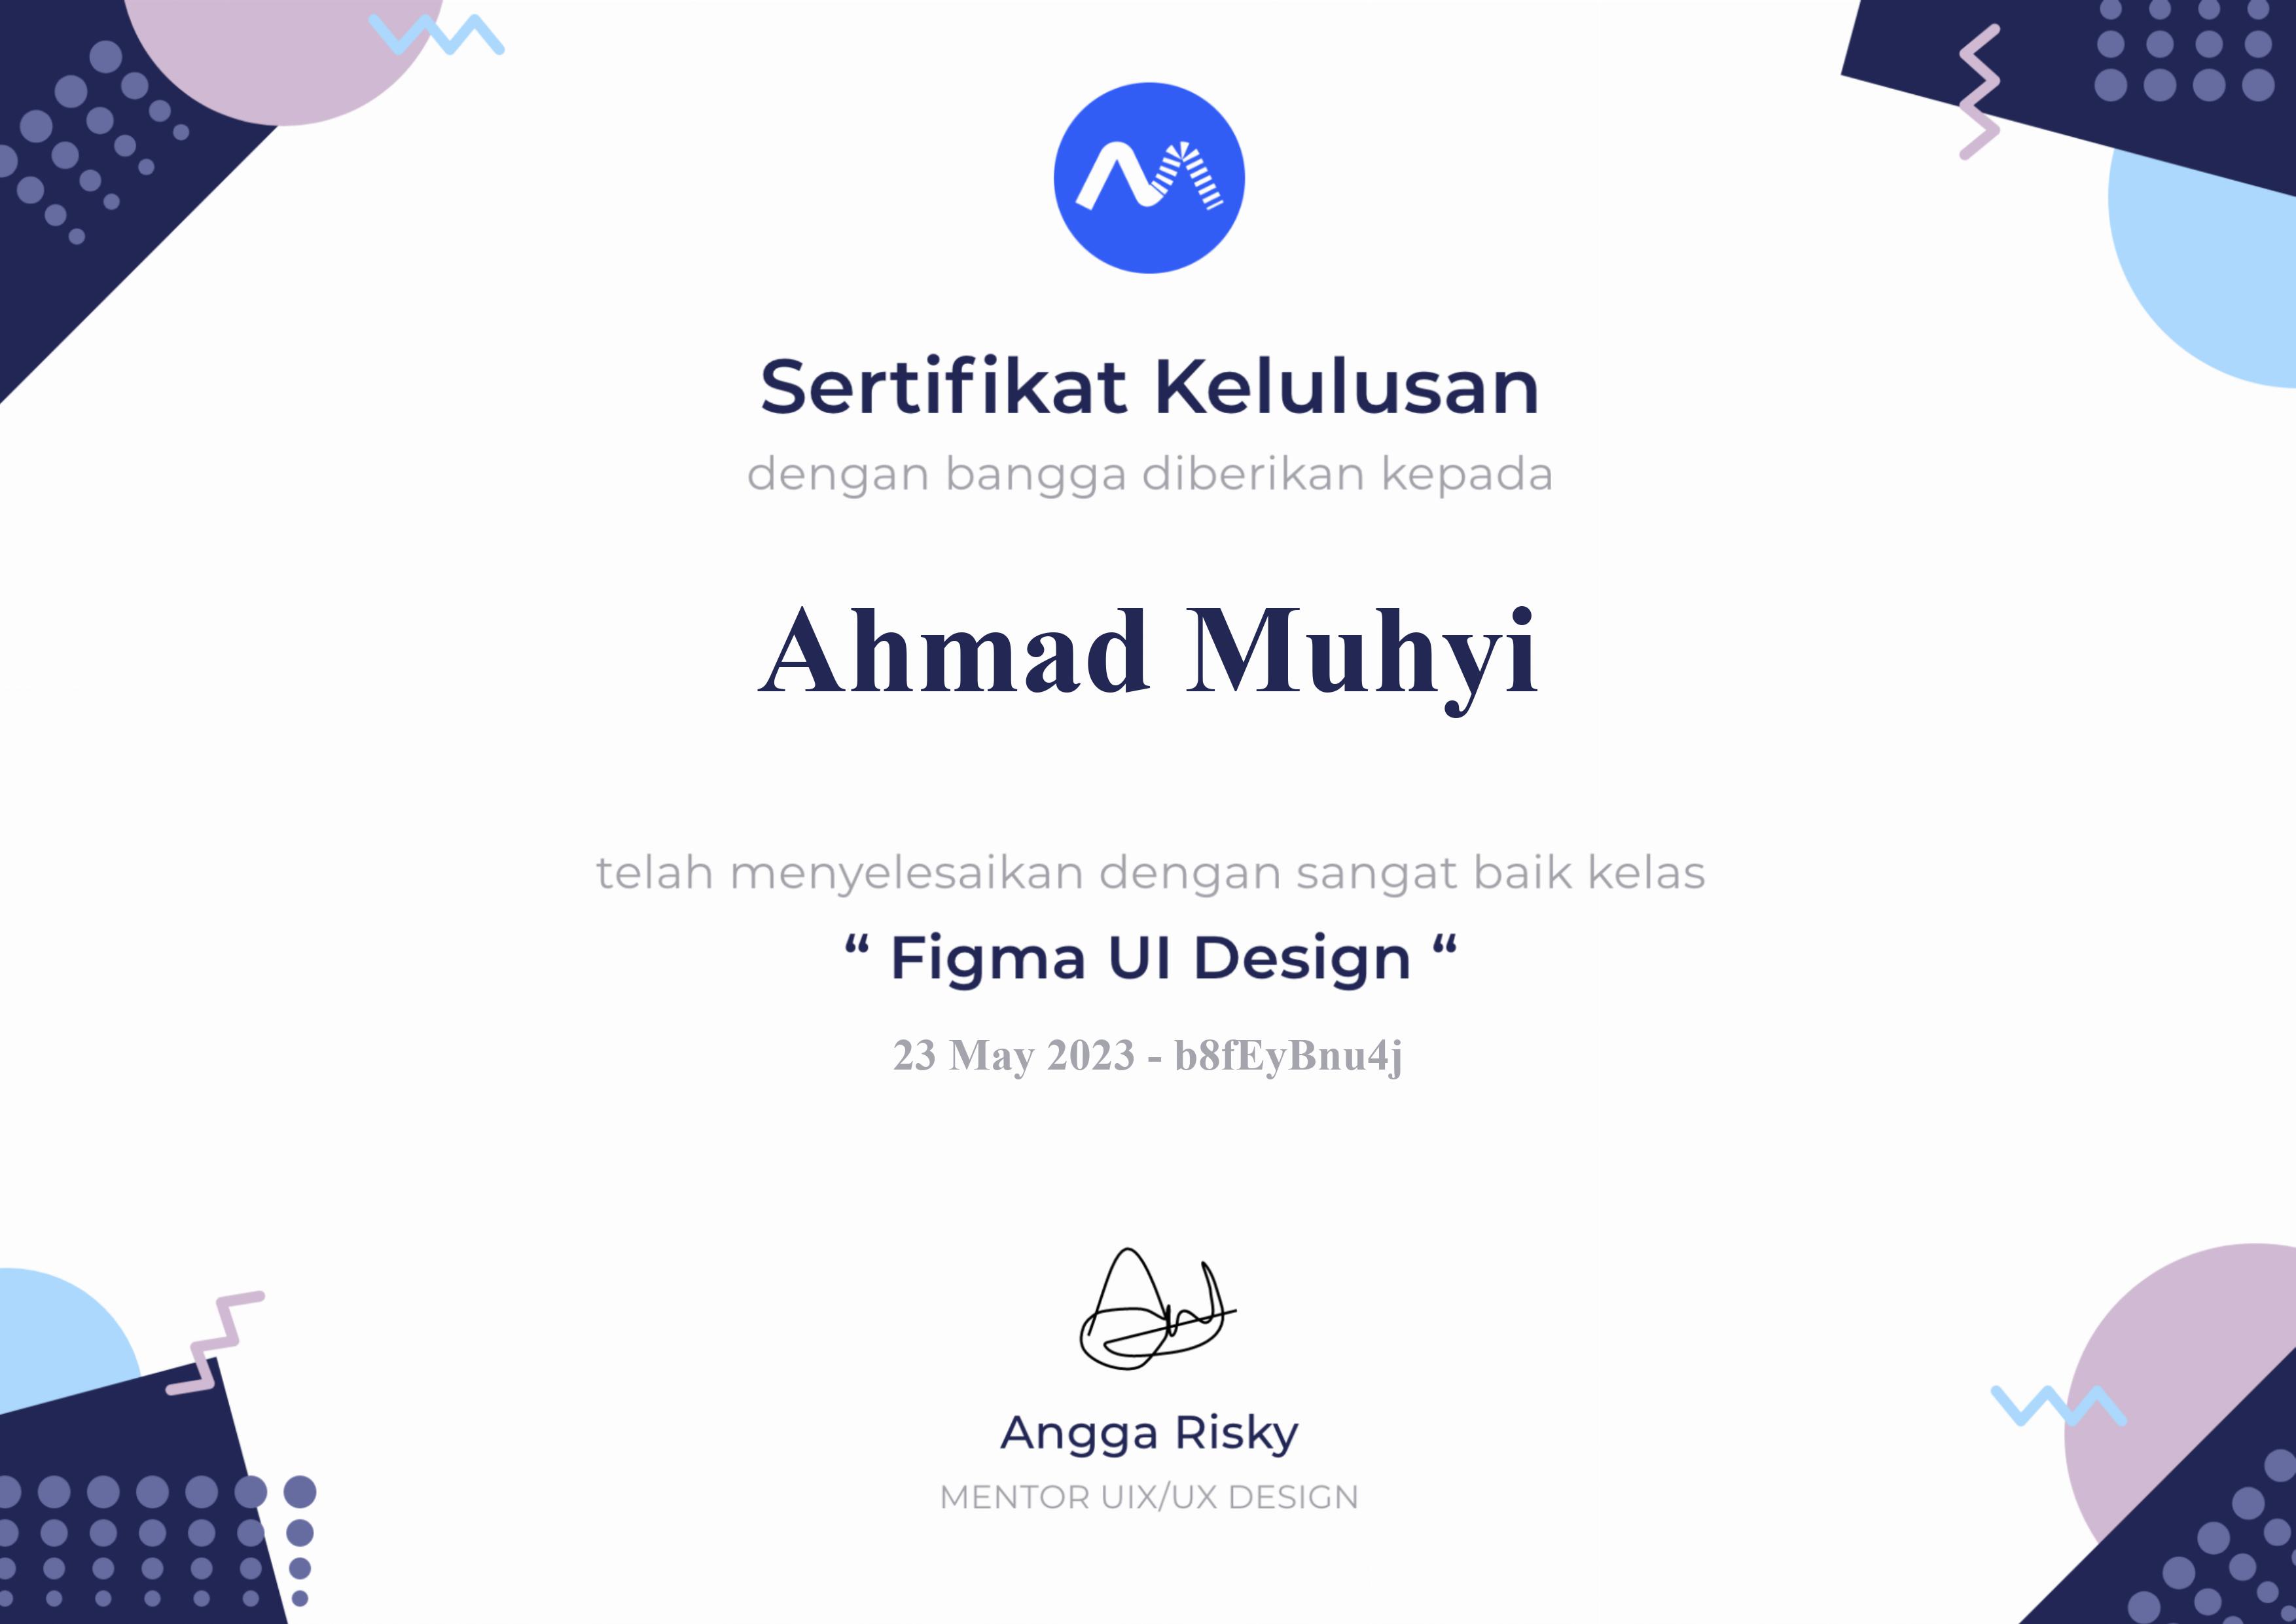 Sertifikat Kelulusan
dengan bangga diberikan kepada
Ahmad Muhyi
telah menyelesaikan dengan sangat baik kelas
“ Figma UI Design “
23 May 2023 - b8fEyBnu4j
Angga Risky
MENTOR UIX/UX DESIGN